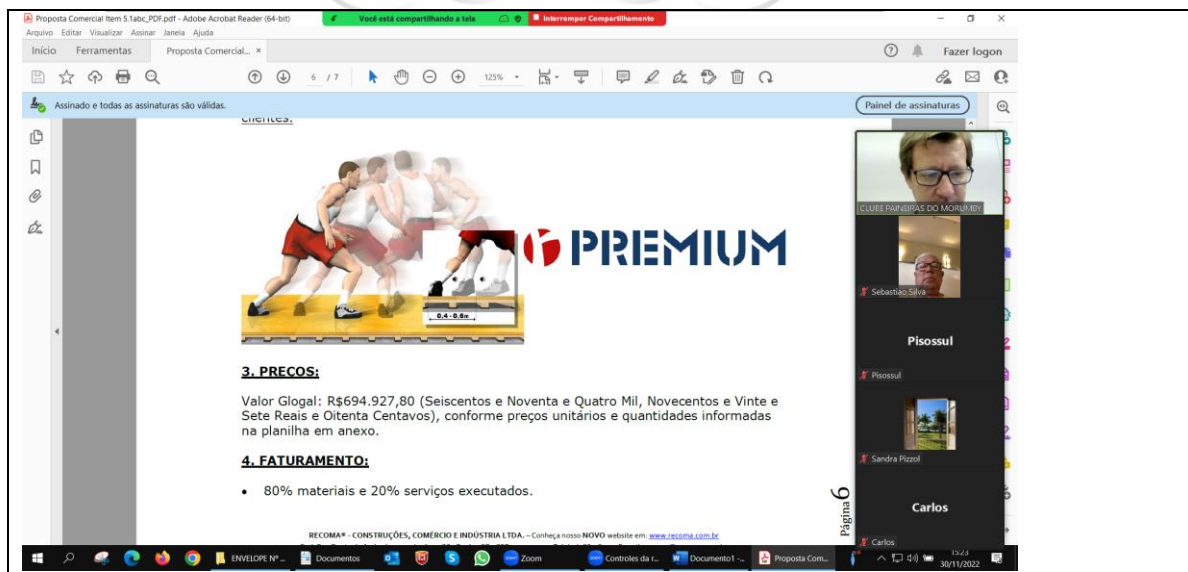 Proposta Comercial Item 5.1abc_PDF.pdf - Adobe Acrobat Reader (64-bit)
Você está compartilhando a tela
Interromper Compartilhamento
Arquivo Editar Visualizar Assinar Janela Ajuda
Início Ferramentas Proposta Comercial... ×
Fazer logon
6 / 7
125%
Assinado e todas as assinaturas são válidas.
Painel de assinaturas
clientes.
PREMIUM
0,4 - 0,6m
3. PREÇOS:
Valor Glogal: R$694.927,80 (Seiscentos e Noventa e Quatro Mil, Novecentos e Vinte e
Sete Reais e Oitenta Centavos), conforme preços unitários e quantidades informadas
na planilha em anexo.
4. FATURAMENTO:
• 80% materiais e 20% serviços executados.
Página 6
RECOMA® - CONSTRUÇÕES, COMÉRCIO E INDÚSTRIA LTDA. – Conheça nosso NOVO website em: www.recoma.com.br
CLUBE PAINEIRAS DO MORUMBY
Sebastião Silva
Pisossul
Pisossul
Sandra Pizzol
Carlos
Carlos
ENVELOPE Nº ...
Documentos
Zoom
Controles da r...
Documento1 -...
Proposta Com...
15:23
30/11/2022